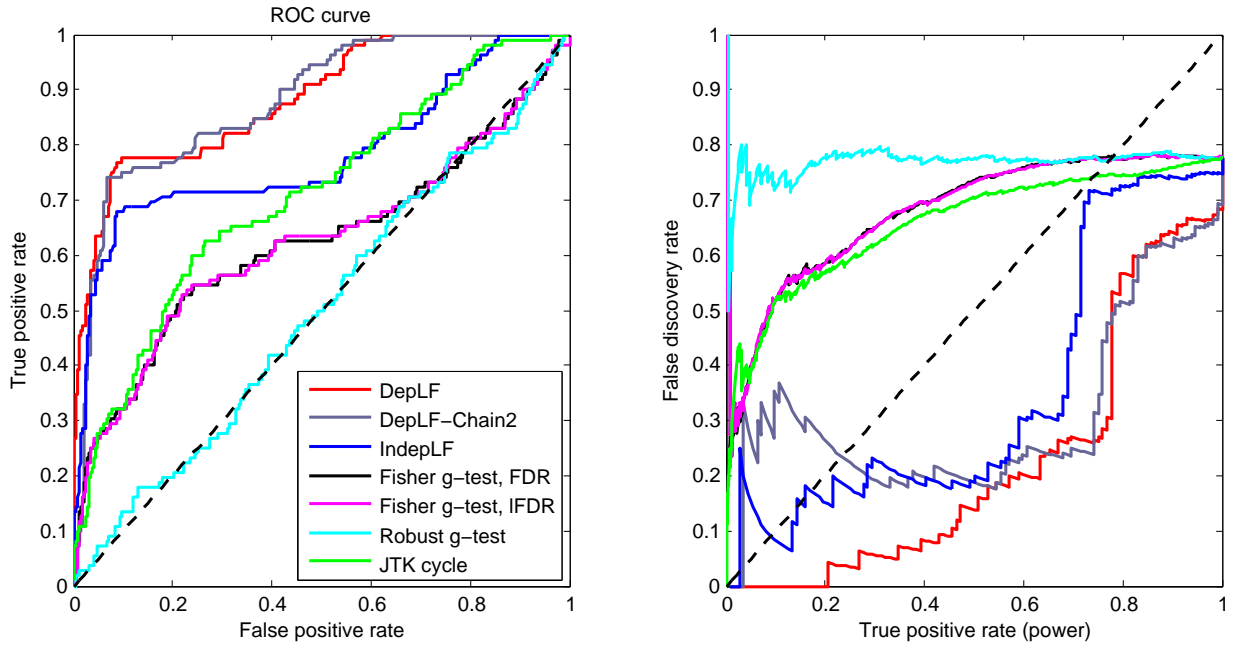 ROC curve
1
0.9
0.8
0.7
0.6
0.5
0.4
0.3
0.2
0.1
0
True positive rate
0
0.2
0.4
0.6
0.8
1
False positive rate
DepLF
DepLF−Chain2
IndepLF
Fisher g−test, FDR
Fisher g−test, lFDR
Robust g−test
JTK cycle
1
0.9
0.8
0.7
0.6
0.5
0.4
0.3
0.2
0.1
0
False discovery rate
0
0.2
0.4
0.6
0.8
1
True positive rate (power)